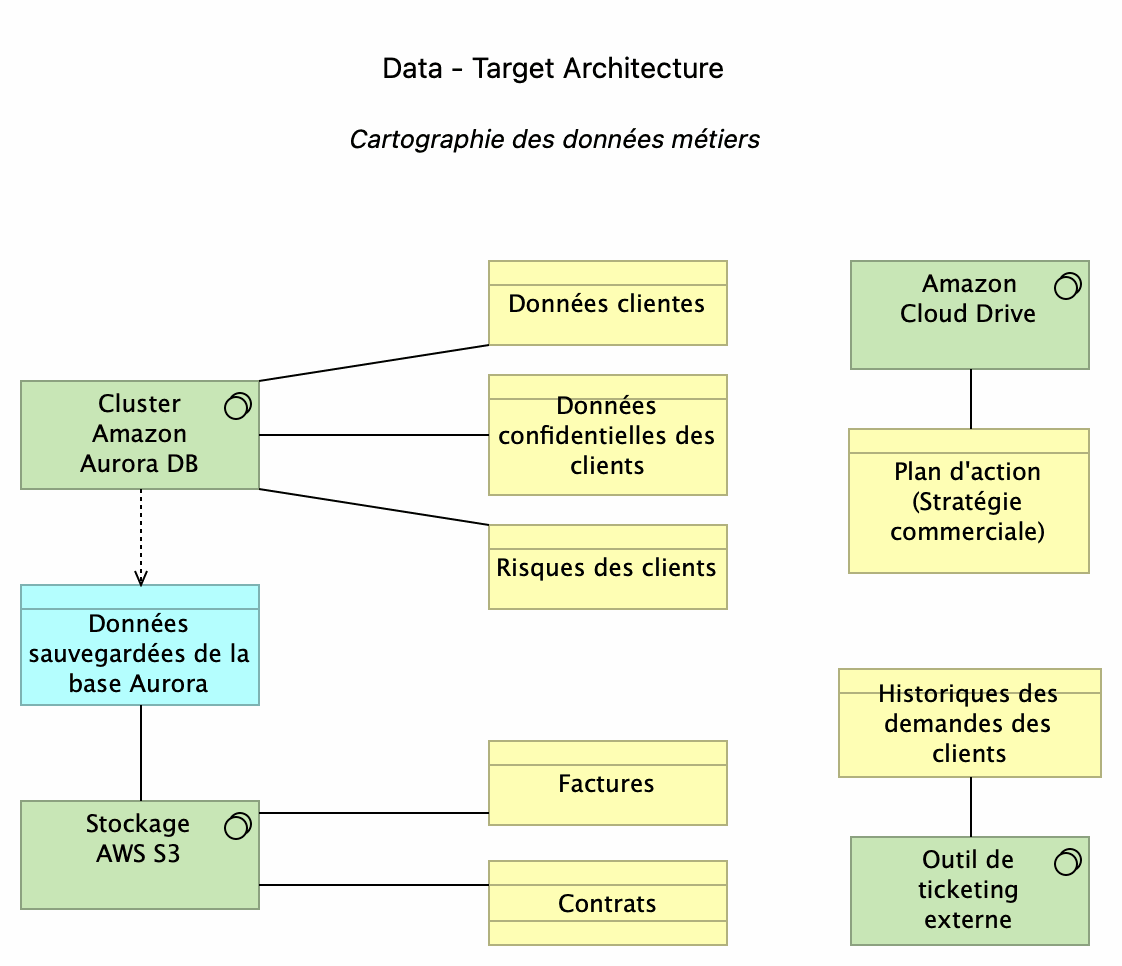 Data - Target Architecture
Cartographie des données métiers
Données clientes
Amazon
Cloud Drive
Cluster
Amazon
Aurora DB
Données
confidentielles des
clients
Plan d'action
(Stratégie
commerciale)
Risques des clients
Données
sauvegardées de la
base Aurora
Historiques des
demandes des
clients
Factures
Stockage
AWS S3
Contrats
Outil de
ticketing
externe